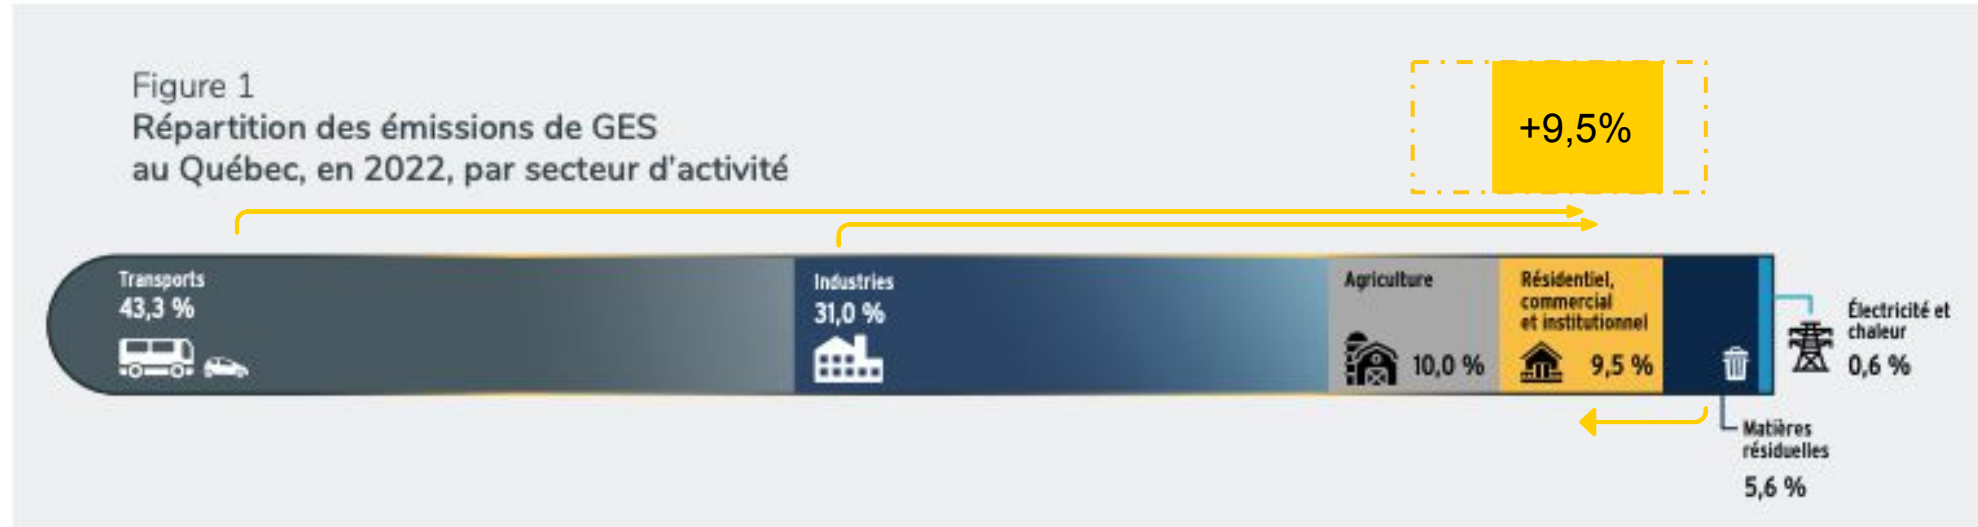 Figure 1
Répartition des émissions de GES
au Québec, en 2022, par secteur d'activité
+9,5%
Transports
43,3 %
Industries
31,0 %
Agriculture
10,0 %
Résidentiel,
commercial
et institutionnel
9,5 %
Électricité et
chaleur
0,6 %
Matières
résiduelles
5,6 %